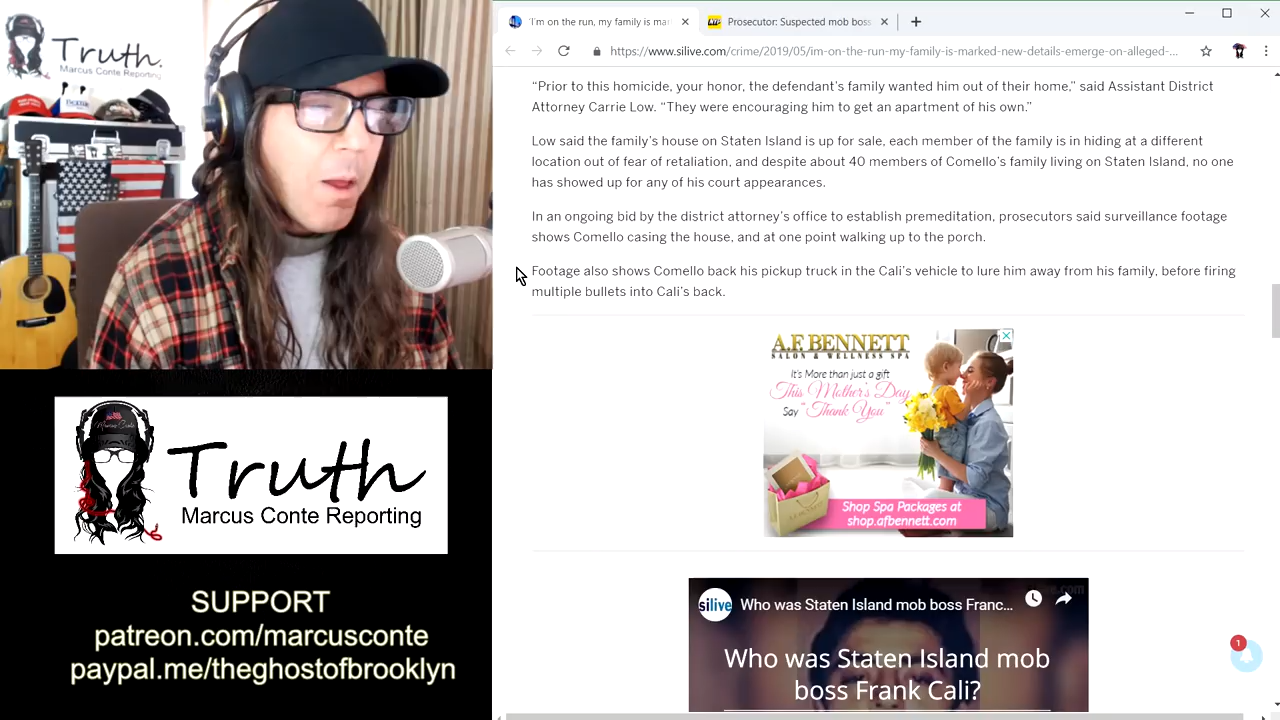 Truth.
Marcus Conte Reporting
'I'm on the run, my family is mar
Prosecutor: Suspected mob boss
https://www.silive.com/crime/2019/05/im-on-the-run-my-family-is-marked-new-details-emerge-on-alleged-...
“Prior to this homicide, your honor, the defendant’s family wanted him out of their home,” said Assistant District
Attorney Carrie Low. “They were encouraging him to get an apartment of his own.”
Low said the family’s house on Staten Island is up for sale, each member of the family is in hiding at a different
location out of fear of retaliation, and despite about 40 members of Comello’s family living on Staten Island, no one
has showed up for any of his court appearances.
In an ongoing bid by the district attorney’s office to establish premeditation, prosecutors said surveillance footage
shows Comello casing the house, and at one point walking up to the porch.
Footage also shows Comello back his pickup truck in the Cali’s vehicle to lure him away from his family, before firing
multiple bullets into Cali’s back.
A.F. BENNETT
SALON & WELLNESS SPA
It's More than just a gift
This Mother's Day
Say "Thank You"
Shop Spa Packages at
shop.afbennett.com
silive
Who was Staten Island mob boss Franc...
Who was Staten Island mob
boss Frank Cali?
1
Marcus Conte
Truth
Marcus Conte Reporting
SUPPORT
patreon.com/marcusconte
paypal.me/theghostofbrooklyn